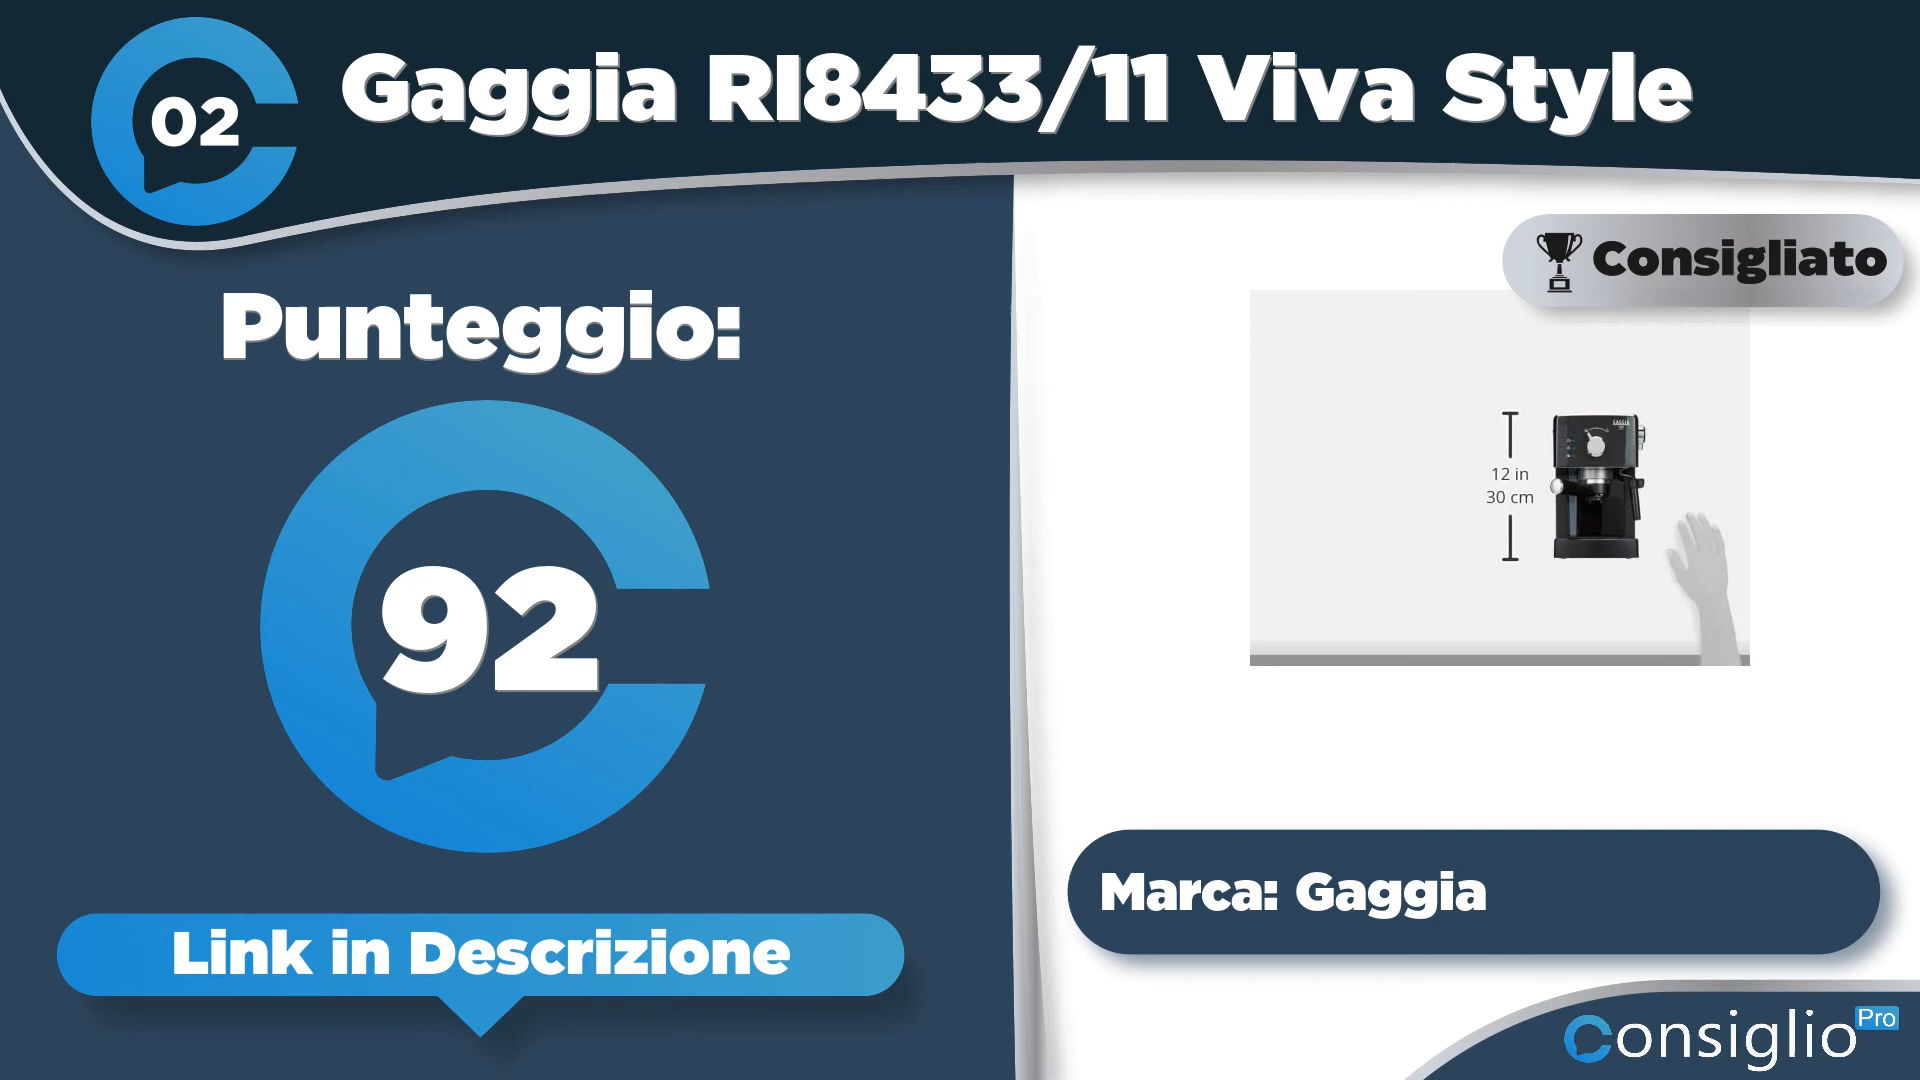 02
Gaggia RI8433/11 Viva Style
Consigliato
Punteggio:
92
12 in
30 cm
GAGGIA
Marca: Gaggia
Link in Descrizione
Consiglio Pro